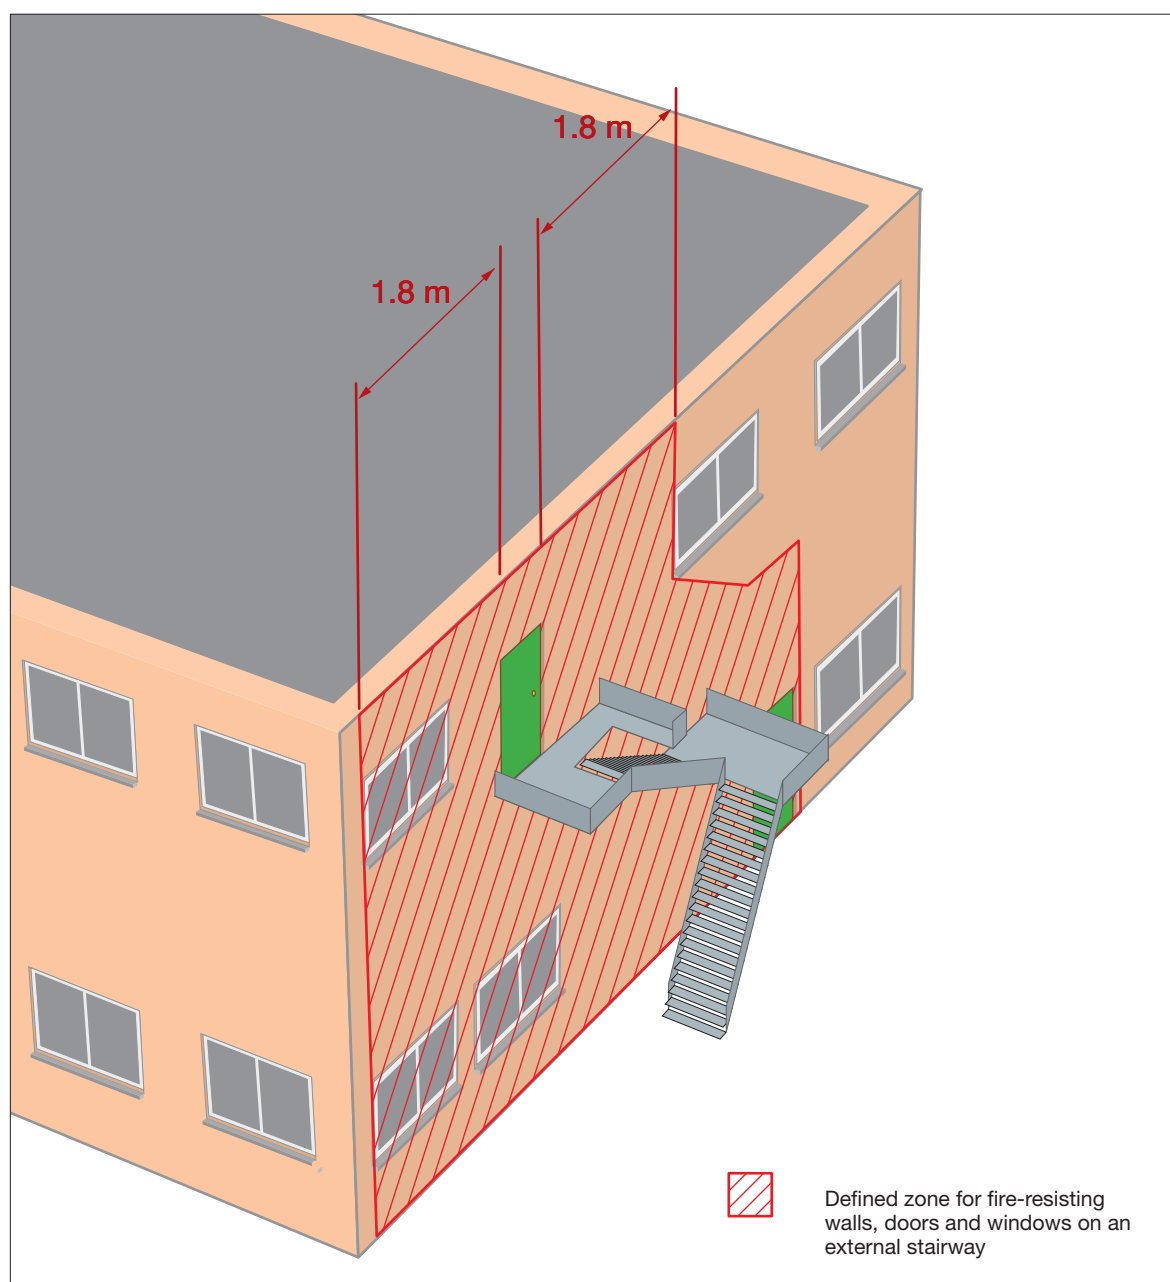 1.8 m
1.8 m
Defined zone for fire-resisting
walls, doors and windows on an
external stairway